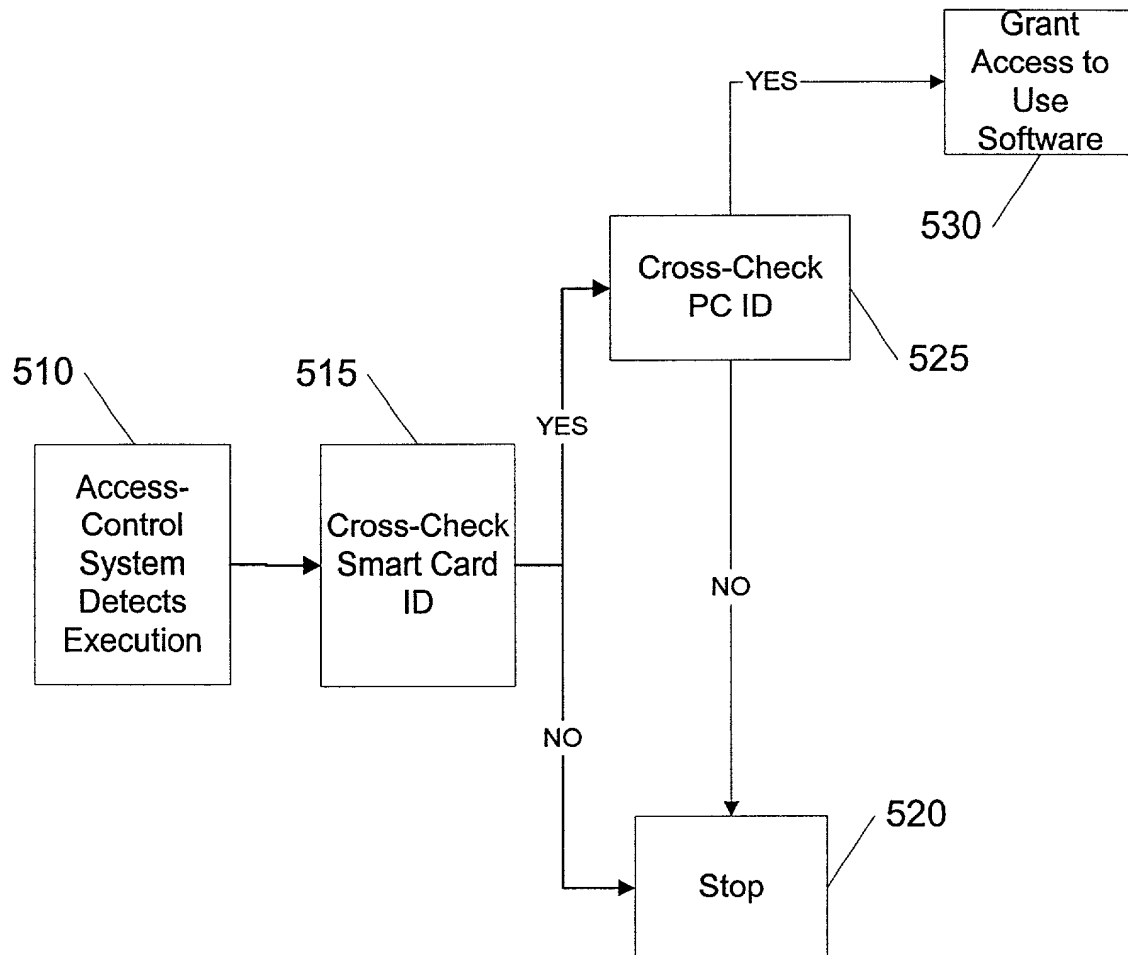 Grant
Access to
Use
Software
YES
530
Cross-Check
PC ID
525
510
515
YES
Access-
Control
System
Detects
Execution
Cross-Check
Smart Card
ID
NO
NO
520
Stop